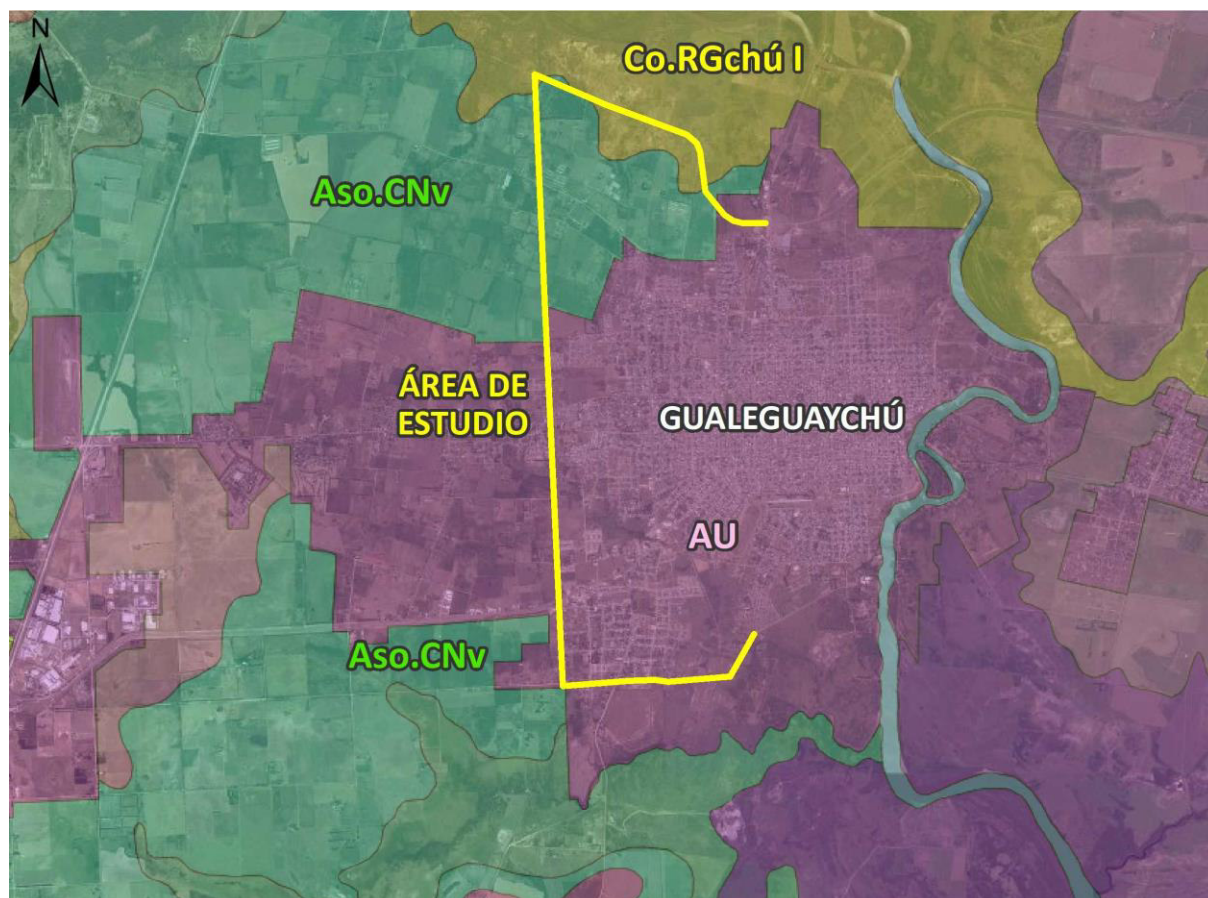 N
Co.RGchú I
Aso.CNv
ÁREA DE
ESTUDIO
GUALEGUAYCHÚ
AU
Aso.CNv